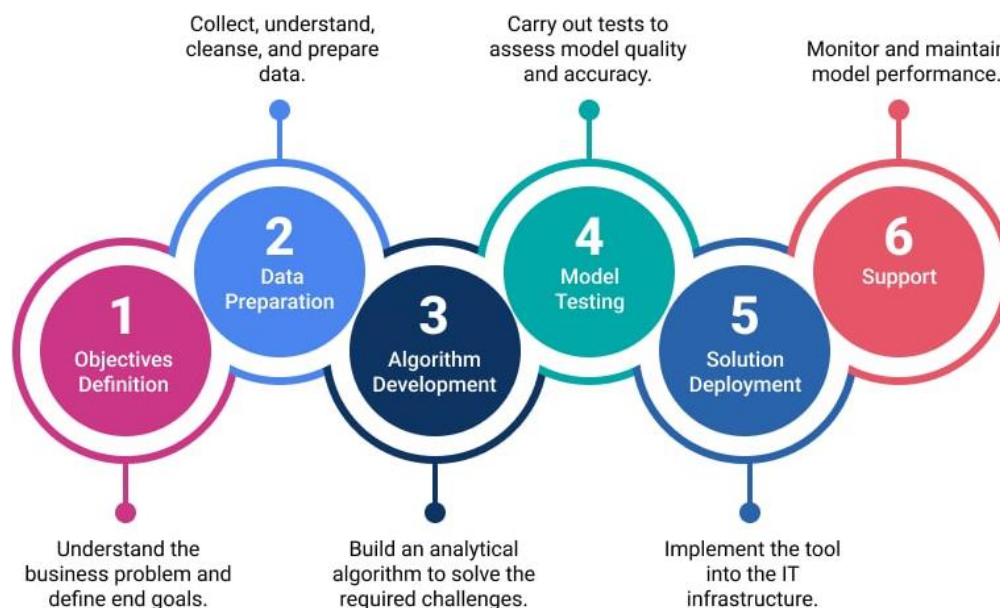 Collect, understand,
cleanse, and prepare
data.
Carry out tests to
assess model quality
and accuracy.
Monitor and maintain
model performance.
1
Objectives
Definition
2
Data
Preparation
3
Algorithm
Development
4
Model
Testing
5
Solution
Deployment
6
Support
Understand the
business problem and
define end goals.
Build an analytical
algorithm to solve the
required challenges.
Implement the tool
into the IT
infrastructure.